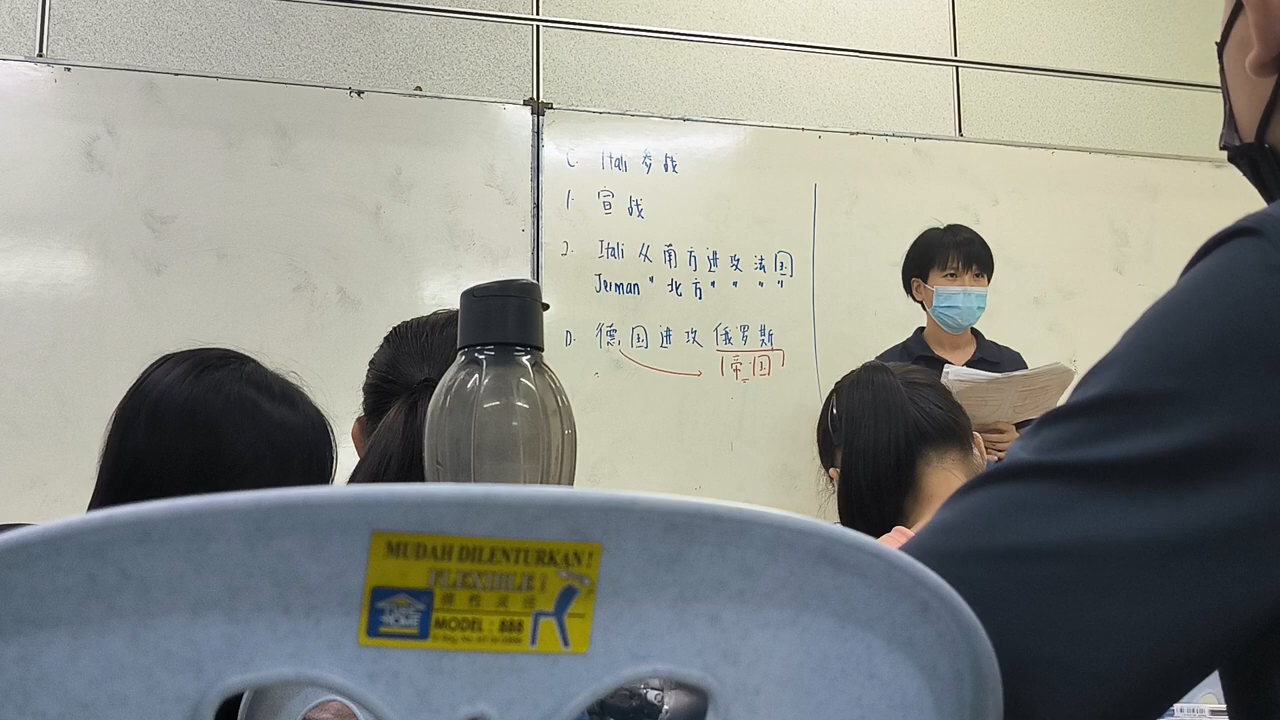 C. Itali 参战
1. 宣战
2. Itali 从南方进攻法国
Jerman " 北方 " " " "
D. 德国进攻俄罗斯
帝国
MUDAH DILENTURKAN!
FLEXIBLE!
MODEL : 888